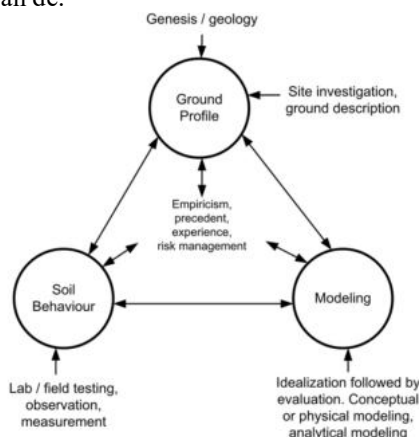 Genesis / geology
Ground
Profile
Site investigation,
ground description
Empiricism,
precedent,
experience,
risk management
Soil
Behaviour
Modeling
Lab / field testing,
observation,
measurement
Idealization followed by
evaluation. Conceptual
or physical modeling,
analytical modeling